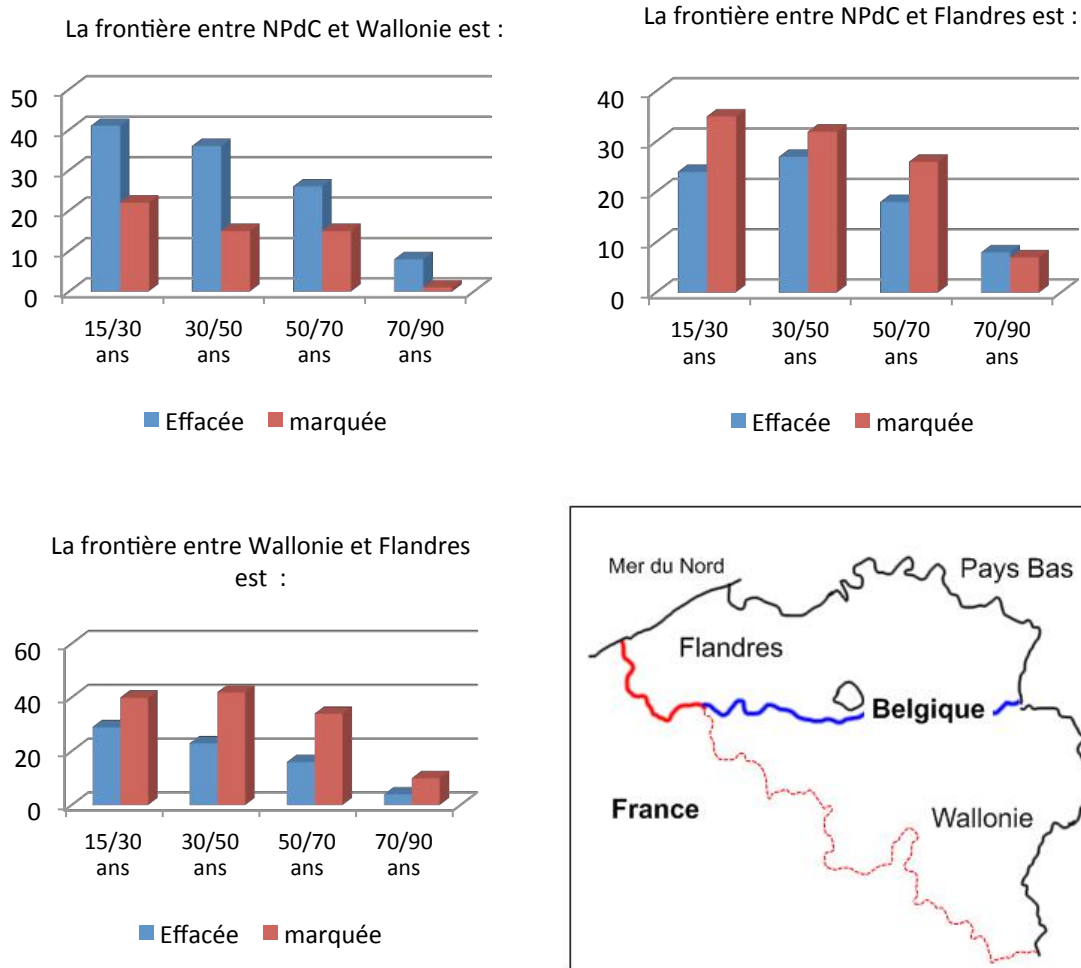 La frontière entre NPdC et Wallonie est :
50
40
30
20
10
0
15/30 ans
30/50 ans
50/70 ans
70/90 ans
Effacée
marquée
La frontière entre NPdC et Flandres est :
40
30
20
10
0
15/30 ans
30/50 ans
50/70 ans
70/90 ans
Effacée
marquée
La frontière entre Wallonie et Flandres
est :
60
40
20
0
15/30 ans
30/50 ans
50/70 ans
70/90 ans
Effacée
marquée
Mer du Nord
Pays Bas
Flandres
Belgique
France
Wallonie